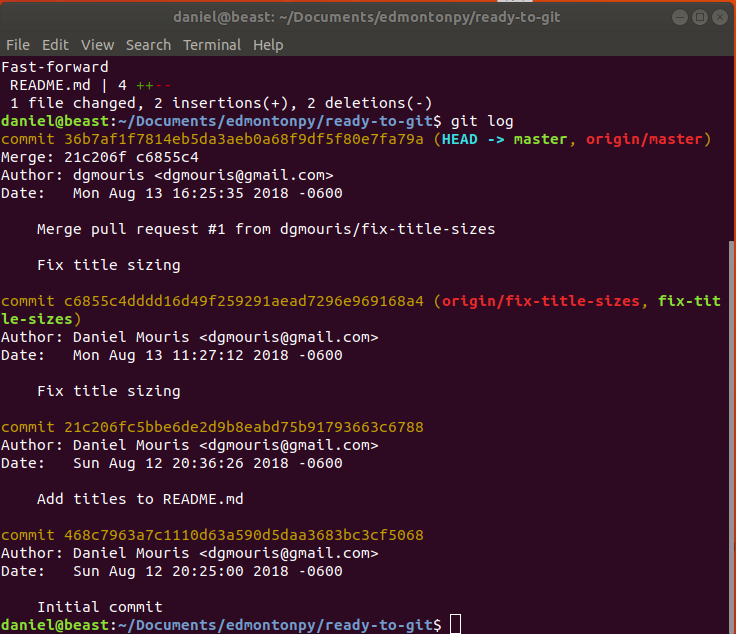 daniel@beast: ~/Documents/edmontonpy/ready-to-git
File Edit View Search Terminal Help
Fast-forward
 README.md | 4 ++--
 1 file changed, 2 insertions(+), 2 deletions(-)
daniel@beast:~/Documents/edmontonpy/ready-to-git$ git log
commit 36b7af1f7814eb5da3aeb0a68f9df5f80e7fa79a (HEAD -> master, origin/master)
Merge: 21c206f c6855c4
Author: dgmouris <dgmouris@gmail.com>
Date:   Mon Aug 13 16:25:35 2018 -0600
    Merge pull request #1 from dgmouris/fix-title-sizes
    Fix title sizing
commit c6855c4dddd16d49f259291aead7296e969168a4 (origin/fix-title-sizes, fix-tit
le-sizes)
Author: Daniel Mouris <dgmouris@gmail.com>
Date:   Mon Aug 13 11:27:12 2018 -0600
    Fix title sizing
commit 21c206fc5bbe6de2d9b8eabd75b91793663c6788
Author: Daniel Mouris <dgmouris@gmail.com>
Date:   Sun Aug 12 20:36:26 2018 -0600
    Add titles to README.md
commit 468c7963a7c1110d63a590d5daa3683bc3cf5068
Author: Daniel Mouris <dgmouris@gmail.com>
Date:   Sun Aug 12 20:25:00 2018 -0600
    Initial commit
daniel@beast:~/Documents/edmontonpy/ready-to-git$